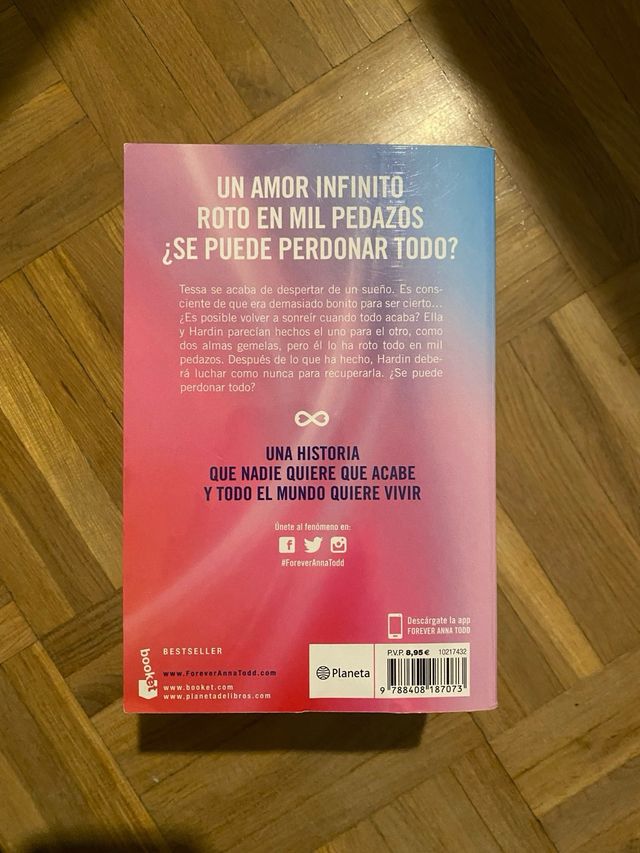 UN AMOR INFINITO
ROTO EN MIL PEDAZOS
¿SE PUEDE PERDONAR TODO?
Tessa se acaba de despertar de un sueño. Es cons-
ciente de que era demasiado bonito para ser cierto...
¿Es posible volver a sonreír cuando todo acaba? Ella
y Hardin parecían hechos el uno para el otro, como
dos almas gemelas, pero él lo ha roto todo en mil
pedazos. Después de lo que ha hecho, Hardin debe-
rá luchar como nunca para recuperarla. ¿Se puede
perdonar todo?
UNA HISTORIA
QUE NADIE QUIERE QUE ACABE
Y TODO EL MUNDO QUIERE VIVIR
Únete al fenómeno en:
#ForeverAnnaTodd
Descárgate la app
FOREVER ANNA TODD
booket
BESTSELLER
www.ForeverAnnaTodd.com
www.booket.com
www.planetadelibros.com
Planeta
P.V.P. 8,95 € 10217432
9 788408 187073